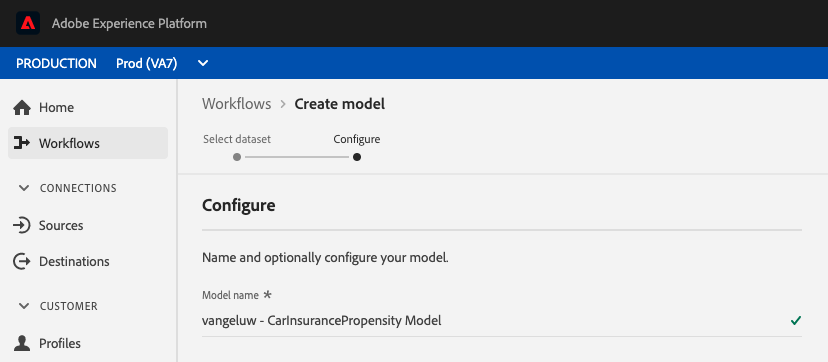 Adobe Experience Platform
PRODUCTION Prod (VA7)
Home
Workflows
CONNECTIONS
Sources
Destinations
CUSTOMER
Profiles
Workflows > Create model
Select dataset Configure
Configure
Name and optionally configure your model.
Model name *
vangeluw - CarInsurancePropensity Model